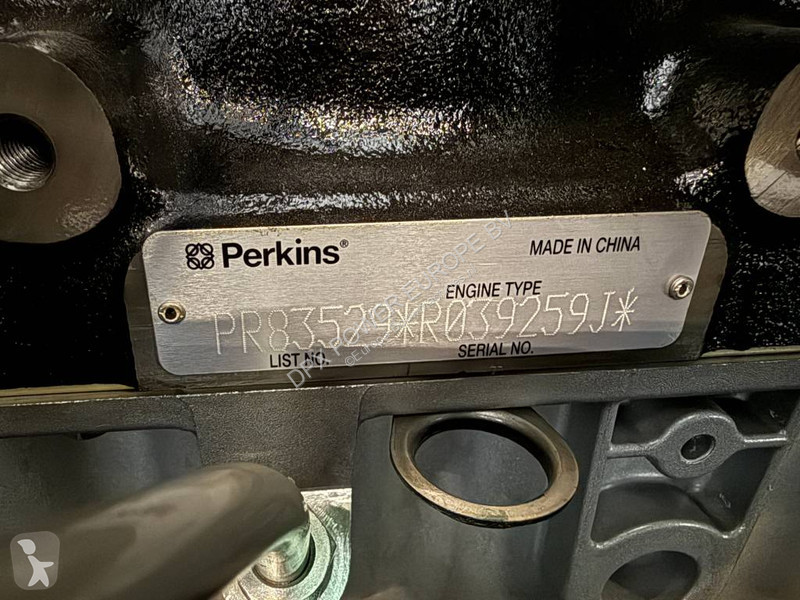 Perkins® MADE IN CHINA
ENGINE TYPE
PR83529*R039259J*
LIST NO. SERIAL NO.